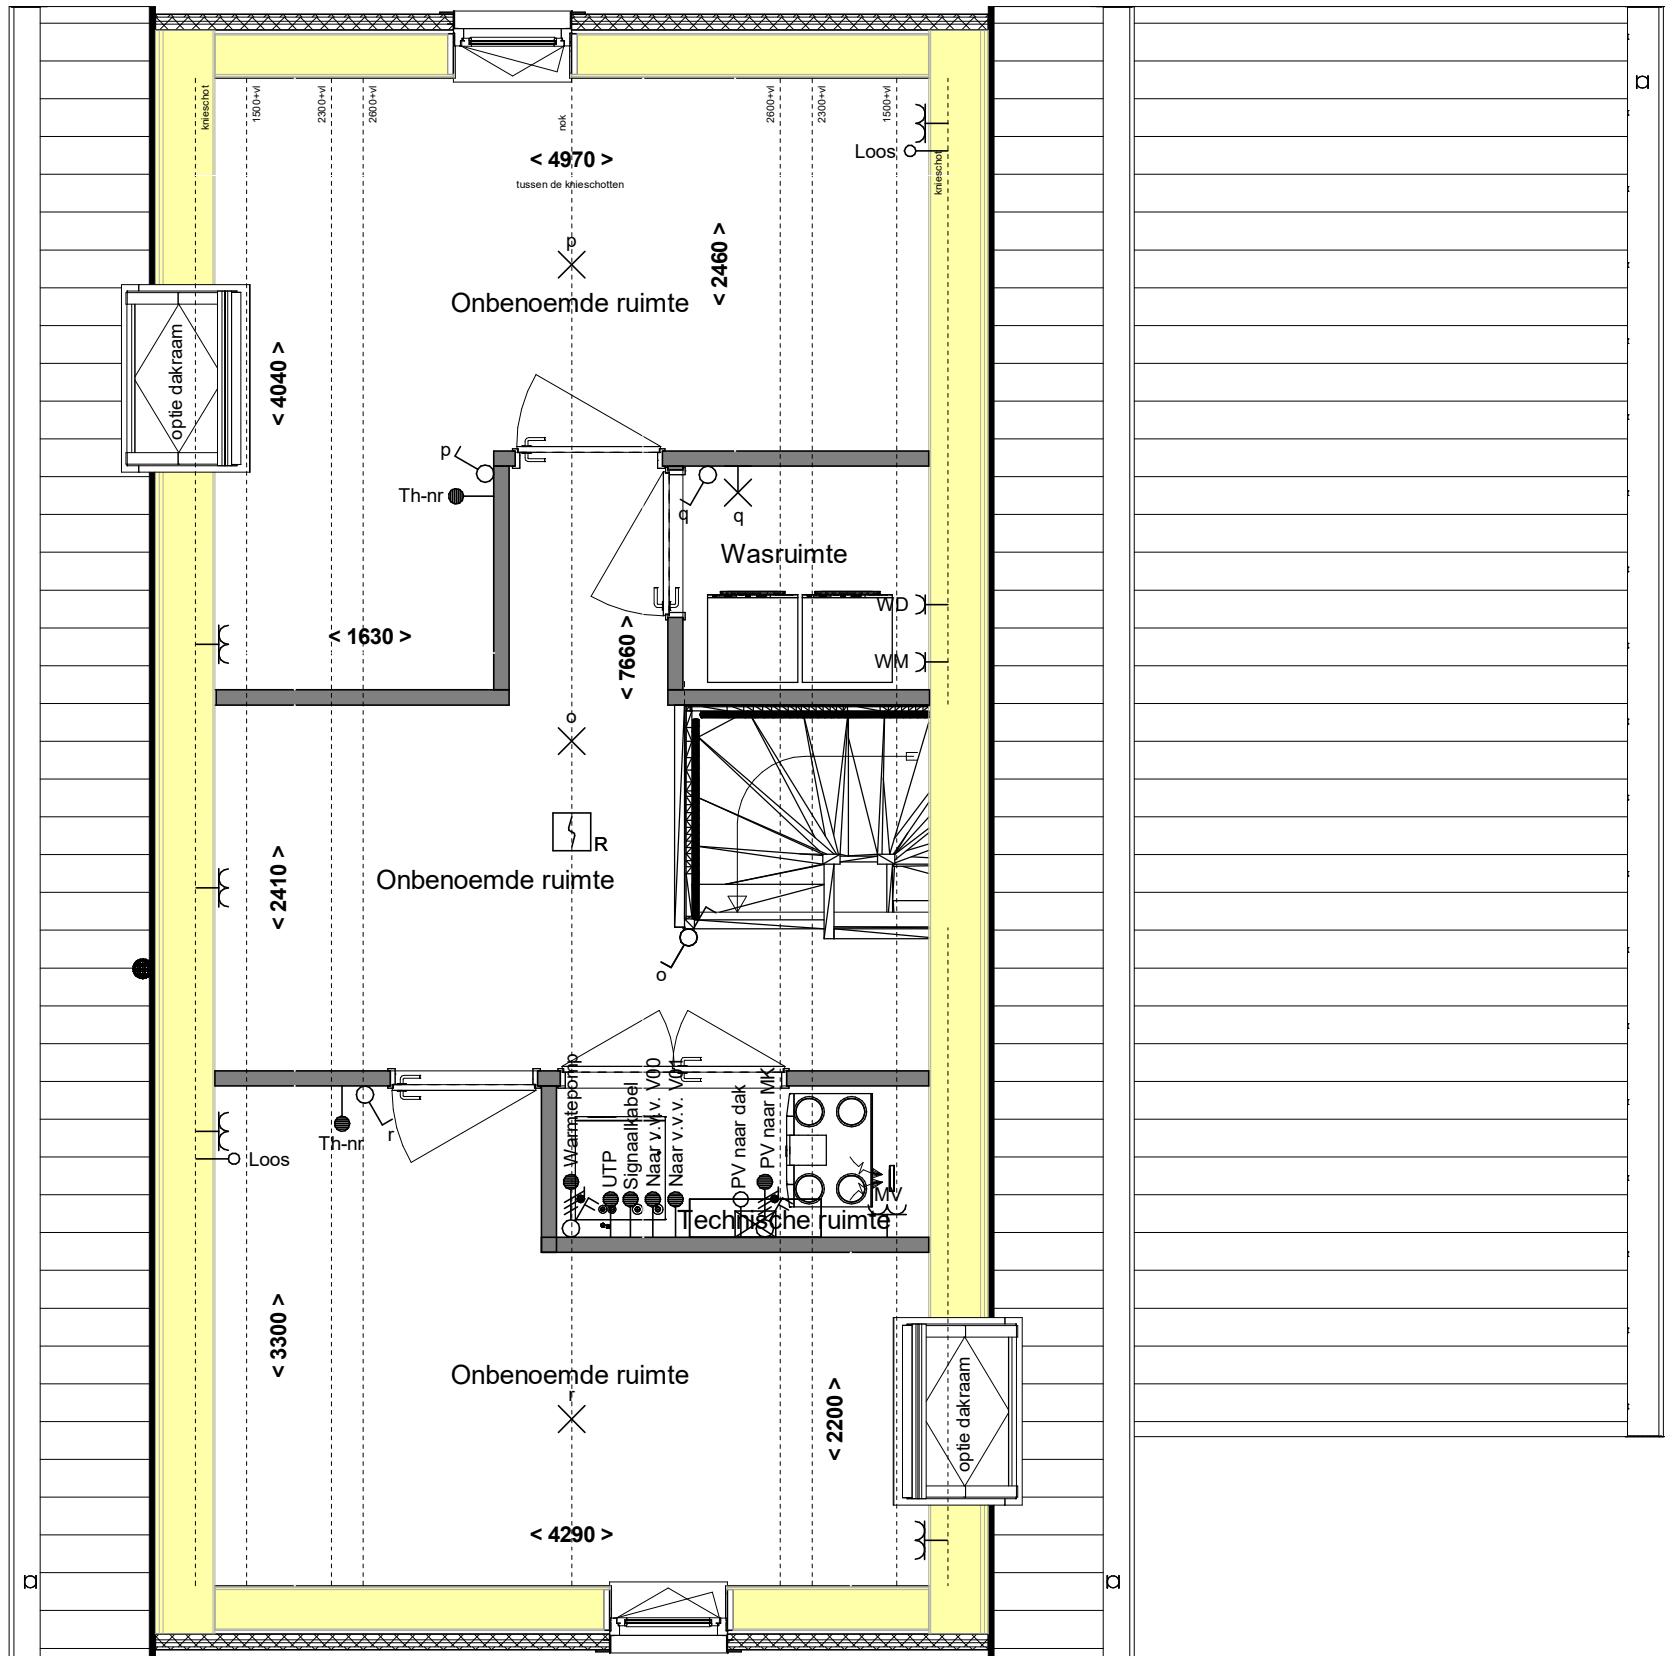 knieschot
1500+vl
2300+vl
2600+vl
nok
2600+vl
2300+vl
1500+vl
< 4970 >
tussen de knieschotten
Loos
knieschot
p
< 2460 >
Onbenoemde ruimte
optie dakraam
< 4040 >
p
Th-nr
q
q
Wasruimte
WD
WM
< 1630 >
< 7660 >
o
R
Onbenoemde ruimte
< 2410 >
o
Th-nr
r
Loos
Warmtepomp
UTP
Signaalkabel
Naar v.w.v. V00
Naar v.v.v. V01
PV naar dak
PV naar MK
MV
Technische ruimte
< 3300 >
Onbenoemde ruimte
r
< 2200 >
optie dakraam
< 4290 >